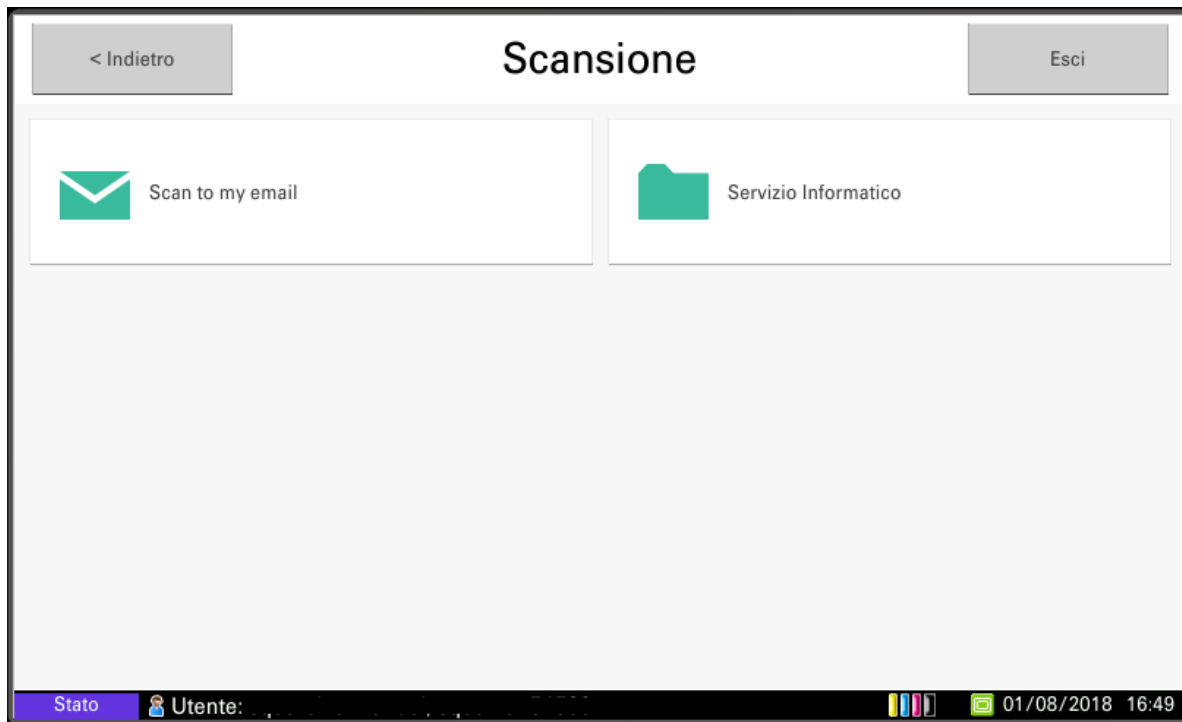 < Indietro
Scansione
Esci
Scan to my email
Servizio Informatico
Stato
Utente:
01/08/2018 16:49